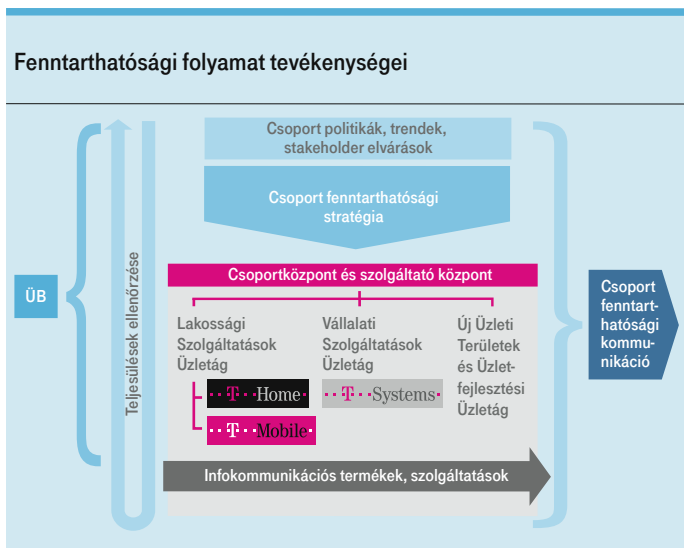 Fenntarthatósági folyamat tevékenységei
Csoport politikák, trendek,
stakeholder elvárások
Csoport fenntarthatósági
stratégia
ÜB
Teljesülések ellenőrzése
Csoportközpont és szolgáltató központ
Lakossági
Szolgáltatások
Üzletág
T Home
T Mobile
Vállalati
Szolgáltatások
Üzletág
T Systems
Új Üzleti
Területek
és Üzlet-
fejlesztési
Üzletág
Infokommunikációs termékek, szolgáltatások
Csoport
fenntart-
hatósági
kommu-
nikáció